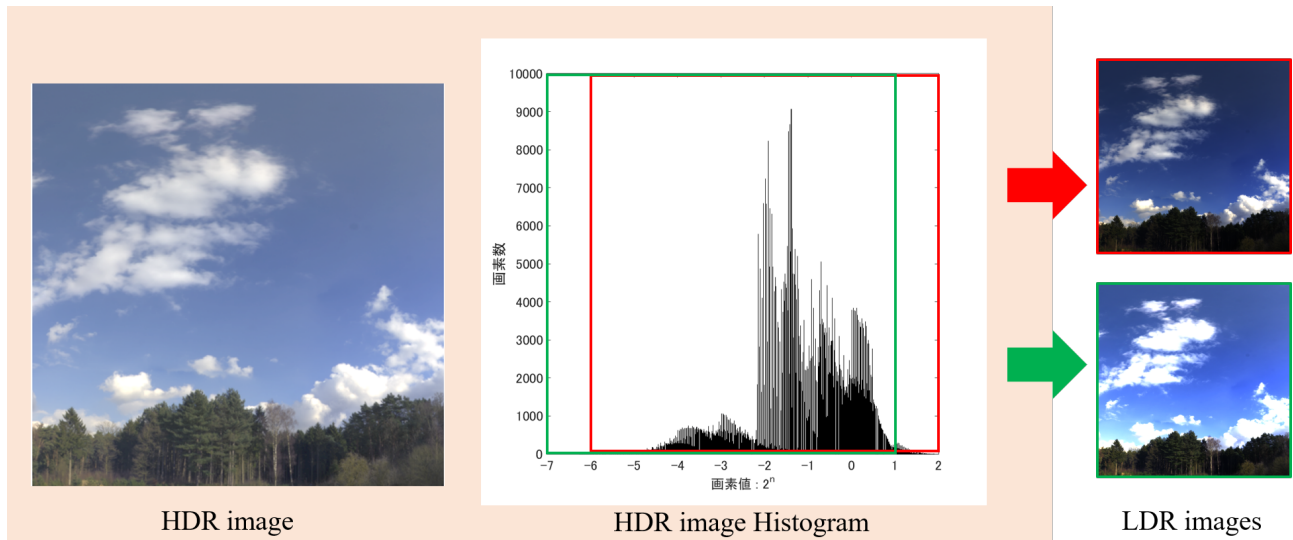 10000
9000
8000
7000
6000
5000
4000
3000
2000
1000
0
画素数
-7 -6 -5 -4 -3 -2 -1 0 1 2
画素値 : 2ⁿ
HDR image
HDR image Histogram
LDR images